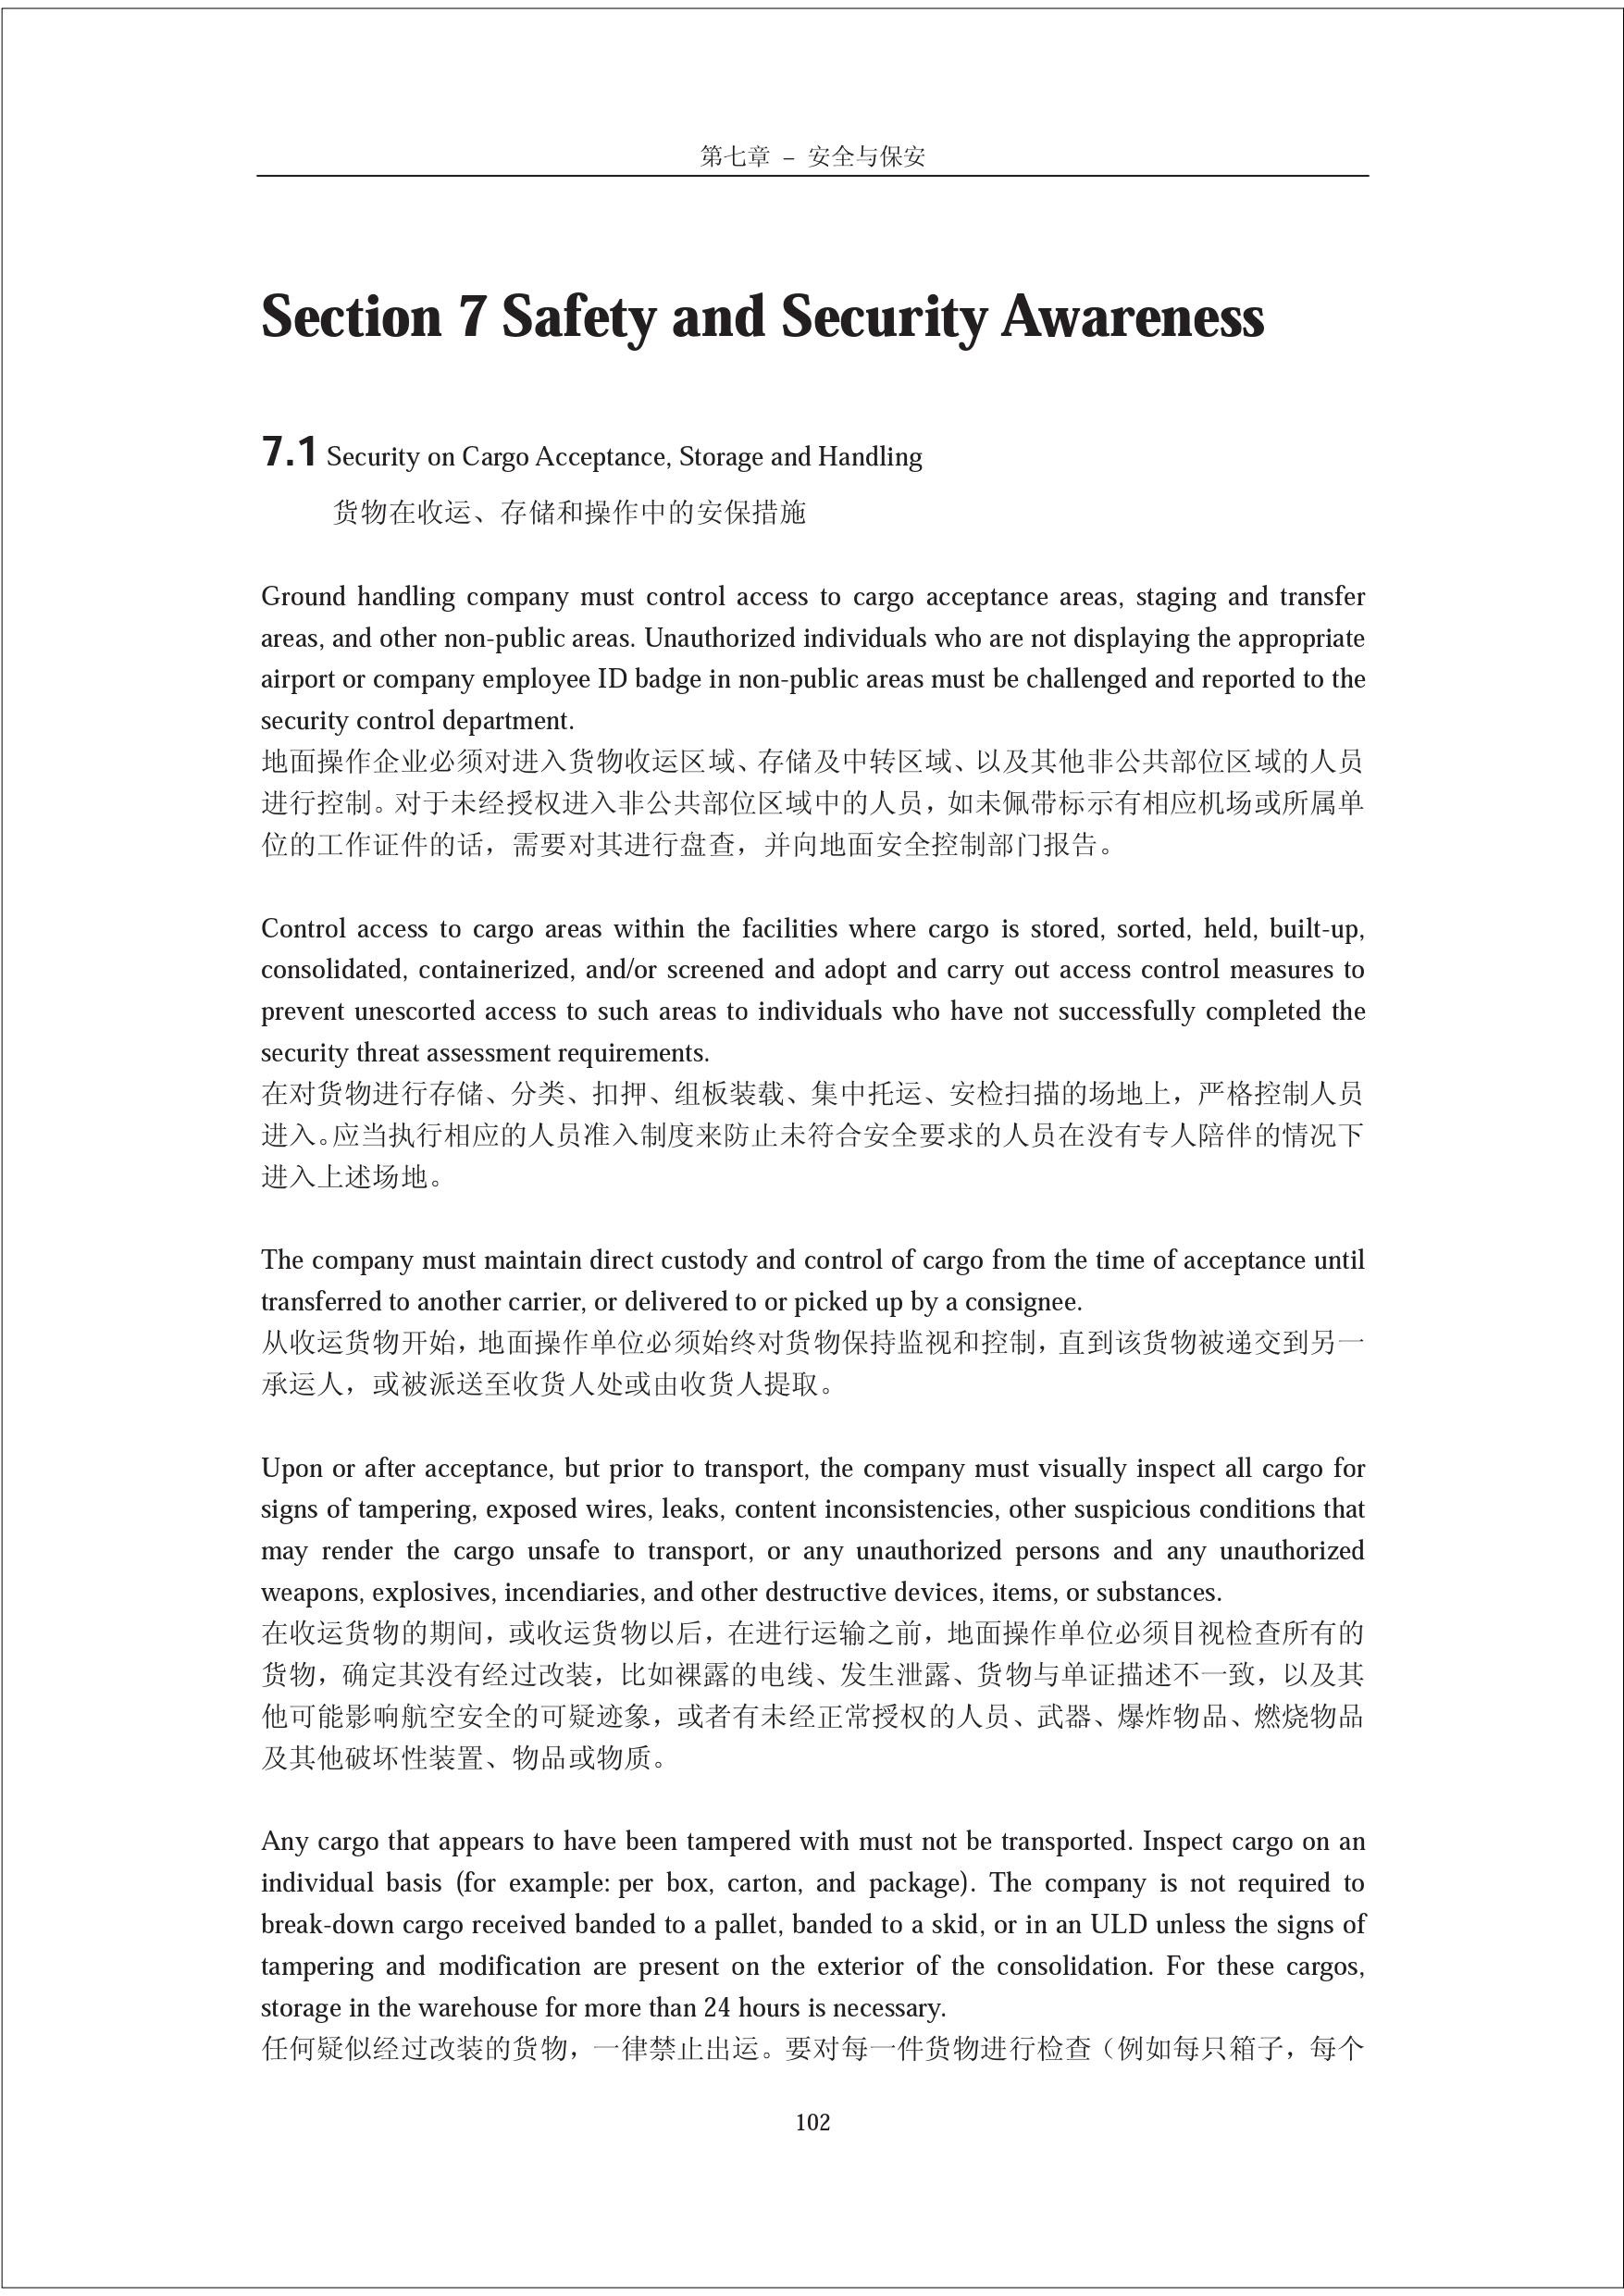 第七章 – 安全与保安
Section 7 Safety and Security Awareness
7.1 Security on Cargo Acceptance, Storage and Handling
货物在收运、存储和操作中的安保措施
Ground handling company must control access to cargo acceptance areas, staging and transfer
areas, and other non-public areas. Unauthorized individuals who are not displaying the appropriate
airport or company employee ID badge in non-public areas must be challenged and reported to the
security control department.
地面操作企业必须对进入货物收运区域、存储及中转区域、以及其他非公共部位区域的人员
进行控制。对于未经授权进入非公共部位区域中的人员，如未佩带标示有相应机场或所属单
位的工作证件的话，需要对其进行盘查，并向地面安全控制部门报告。
Control access to cargo areas within the facilities where cargo is stored, sorted, held, built-up,
consolidated, containerized, and/or screened and adopt and carry out access control measures to
prevent unescorted access to such areas to individuals who have not successfully completed the
security threat assessment requirements.
在对货物进行存储、分类、扣押、组板装载、集中托运、安检扫描的场地上，严格控制人员
进入。应当执行相应的人员准入制度来防止未符合安全要求的人员在没有专人陪伴的情况下
进入上述场地。
The company must maintain direct custody and control of cargo from the time of acceptance until
transferred to another carrier, or delivered to or picked up by a consignee.
从收运货物开始，地面操作单位必须始终对货物保持监视和控制，直到该货物被递交到另一
承运人，或被派送至收货人处或由收货人提取。
Upon or after acceptance, but prior to transport, the company must visually inspect all cargo for
signs of tampering, exposed wires, leaks, content inconsistencies, other suspicious conditions that
may render the cargo unsafe to transport, or any unauthorized persons and any unauthorized
weapons, explosives, incendiaries, and other destructive devices, items, or substances.
在收运货物的期间，或收运货物以后，在进行运输之前，地面操作单位必须目视检查所有的
货物，确定其没有经过改装，比如裸露的电线、发生泄露、货物与单证描述不一致，以及其
他可能影响航空安全的可疑迹象，或者有未经正常授权的人员、武器、爆炸物品、燃烧物品
及其他破坏性装置、物品或物质。
Any cargo that appears to have been tampered with must not be transported. Inspect cargo on an
individual basis (for example: per box, carton, and package). The company is not required to
break-down cargo received banded to a pallet, banded to a skid, or in an ULD unless the signs of
tampering and modification are present on the exterior of the consolidation. For these cargos,
storage in the warehouse for more than 24 hours is necessary.
任何疑似经过改装的货物，一律禁止出运。要对每一件货物进行检查（例如每只箱子，每个
102